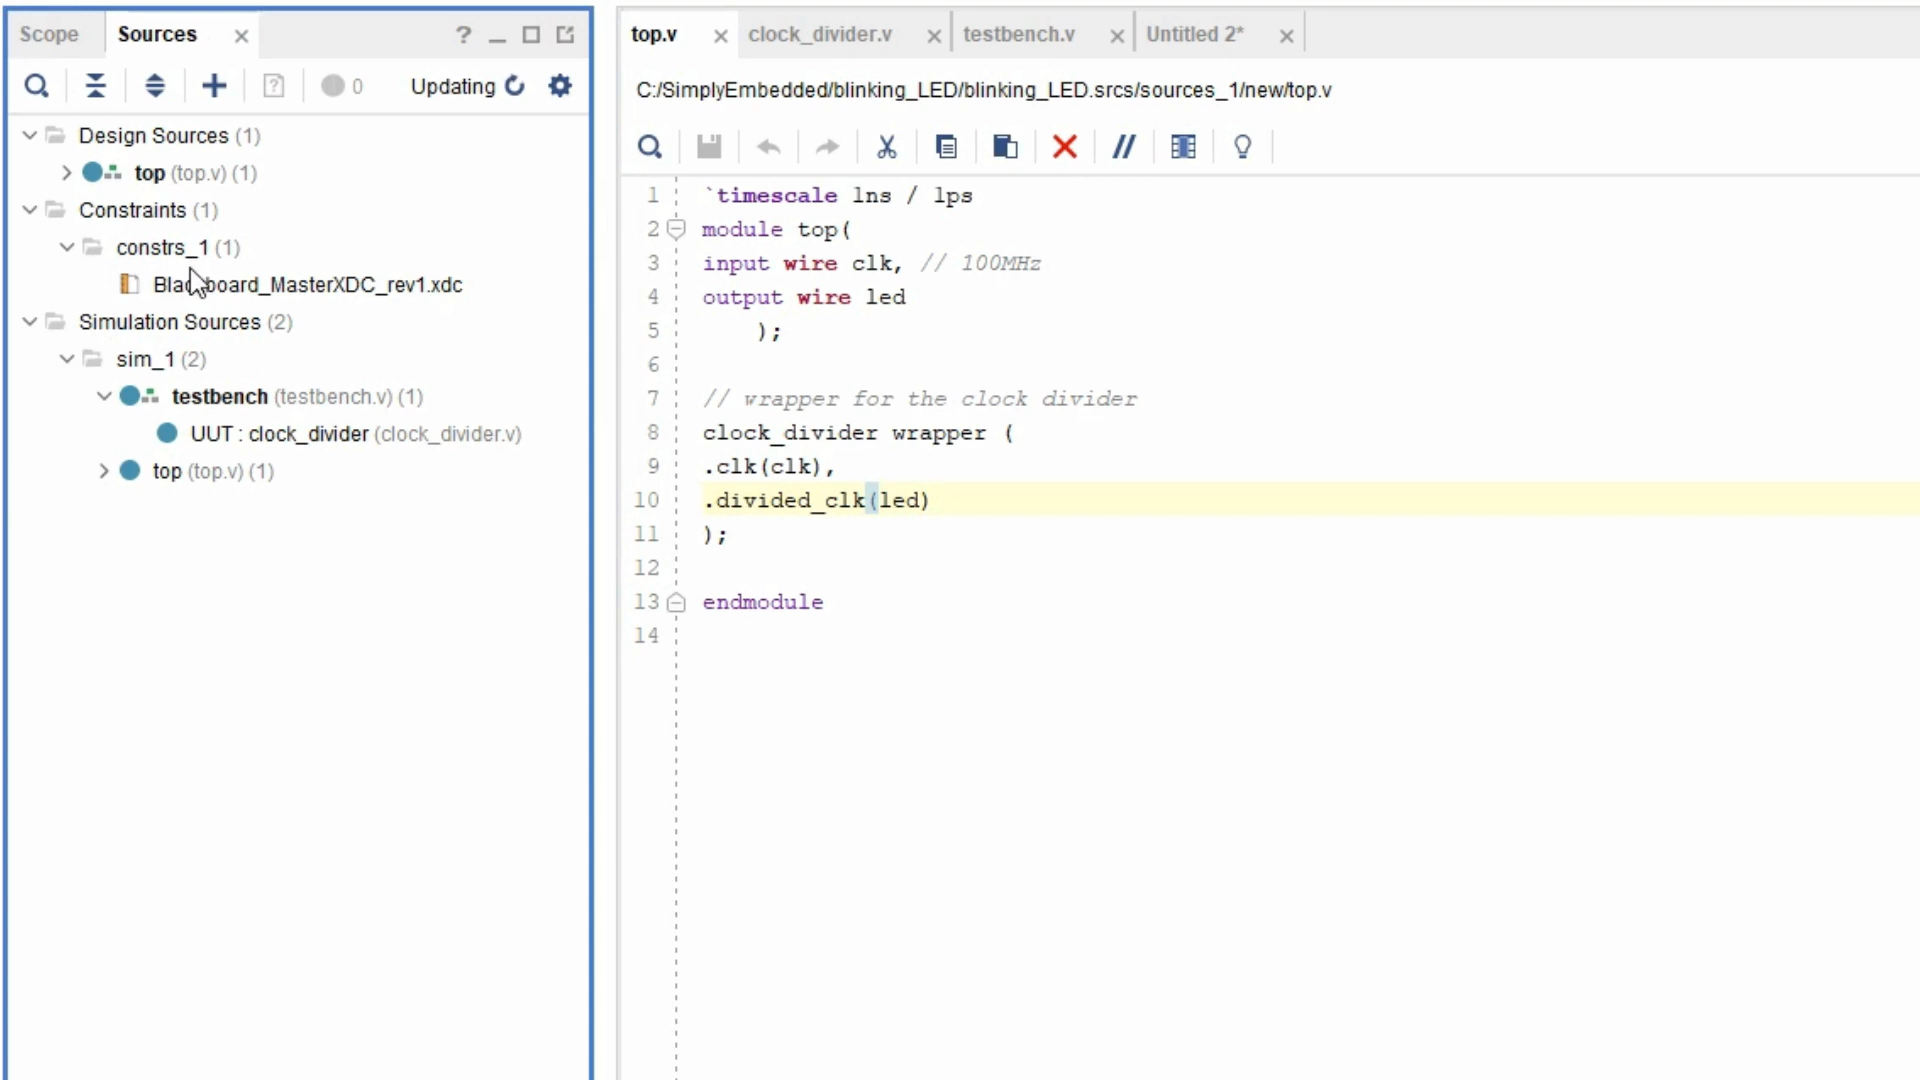 Scope
Sources
?
0
Updating
Design Sources (1)
top (top.v) (1)
Constraints (1)
constrs_1 (1)
Blackboard_MasterXDC_rev1.xdc
Simulation Sources (2)
sim_1 (2)
testbench (testbench.v) (1)
UUT : clock_divider (clock_divider.v)
top (top.v) (1)
top.v
clock_divider.v
testbench.v
Untitled 2*
C:/SimplyEmbedded/blinking_LED/blinking_LED.srcs/sources_1/new/top.v
1 `timescale 1ns / 1ps
2 module top(
3 input wire clk, // 100MHz
4 output wire led
5 );
6
7 // wrapper for the clock divider
8 clock_divider wrapper (
9 .clk(clk),
10 .divided_clk(led)
11 );
12
13 endmodule
14